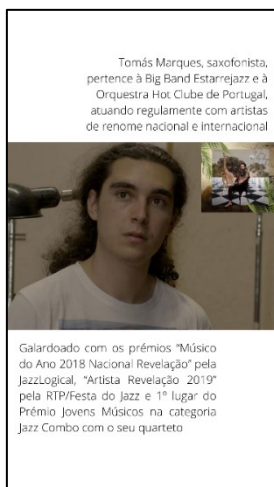 Tomás Marques, saxofonista,
pertence à Big Band Estarrejazz e à
Orquestra Hot Clube de Portugal,
atuando regularmente com artistas
de renome nacional e internacional
Galardoado com os prémios “Músico
do Ano 2018 Nacional Revelação” pela
JazzLogical, “Artista Revelação 2019”
pela RTP/Festa do Jazz e 1º lugar do
Prémio Jovens Músicos na categoria
Jazz Combo com o seu quarteto